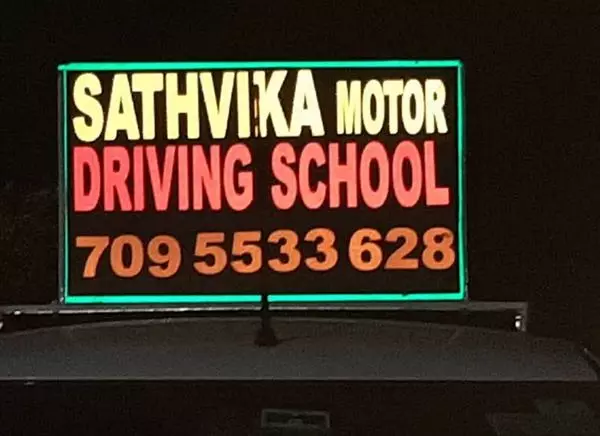 SATHVIKA MOTOR
DRIVING SCHOOL
709 5533 628